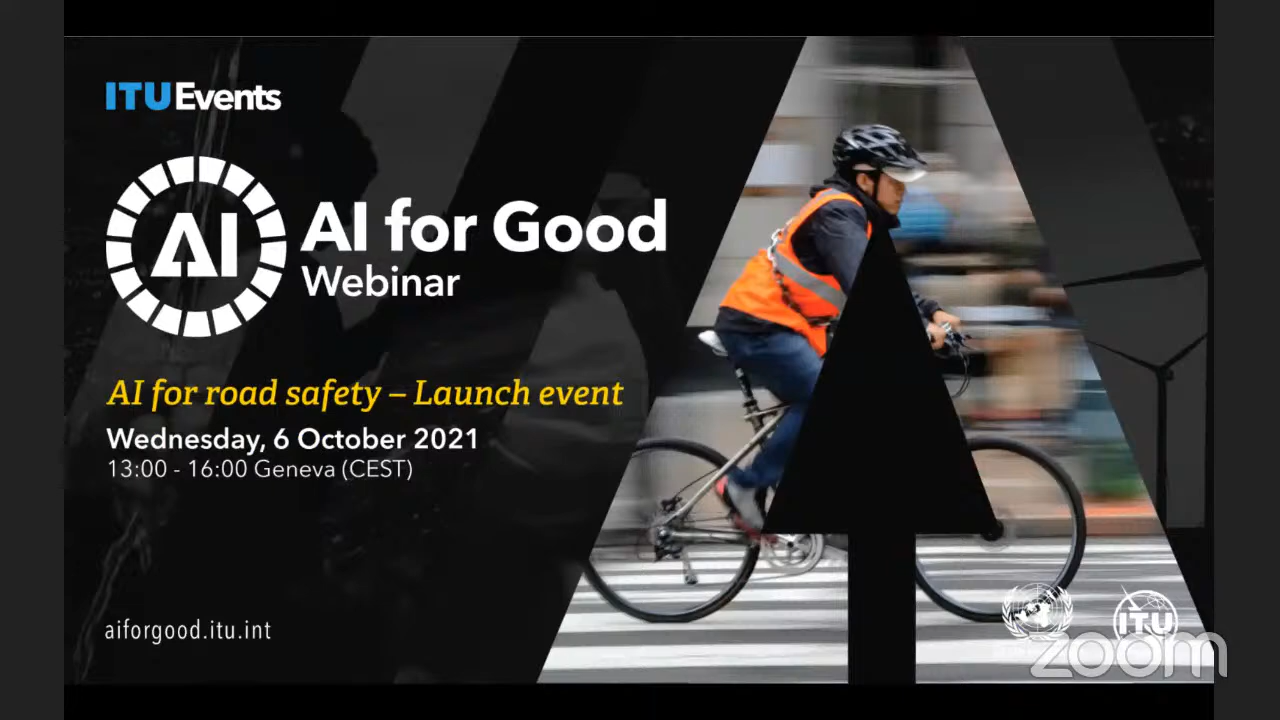 ITUEvents
AI
AI for Good
Webinar
AI for road safety – Launch event
Wednesday, 6 October 2021
13:00 - 16:00 Geneva (CEST)
aiforgood.itu.int
ITU
zoom